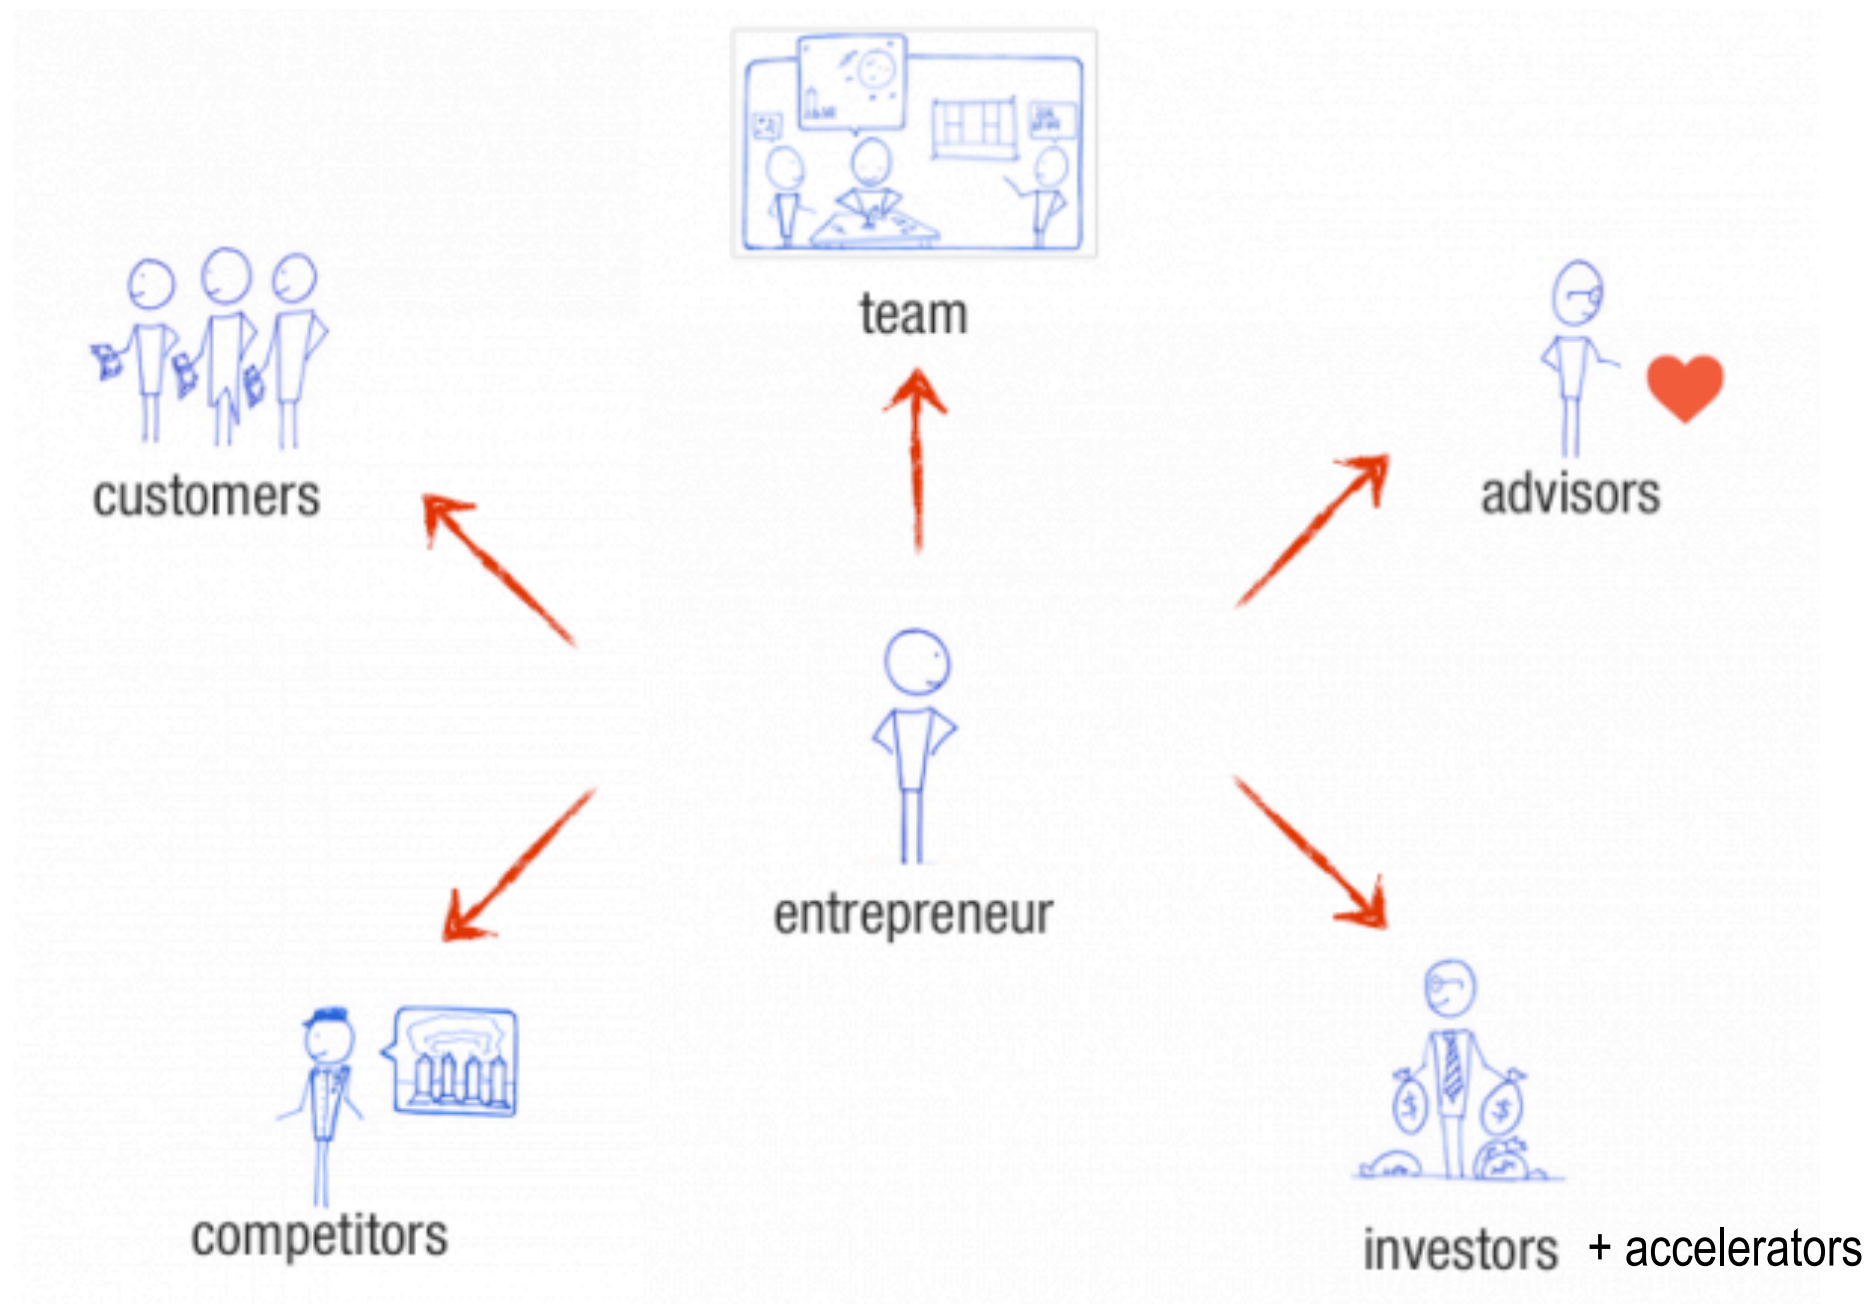 team
customers
advisors
entrepreneur
competitors
$ $
investors + accelerators